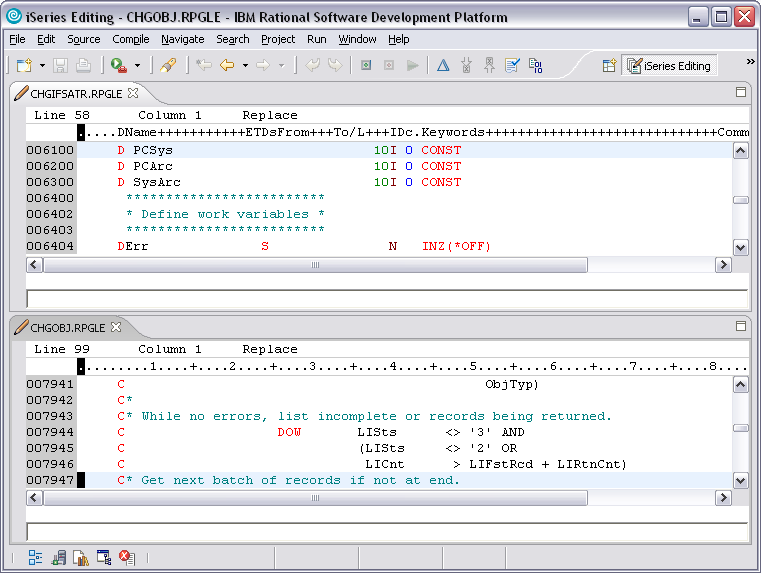 iSeries Editing - CHGOBJ.RPGLE - IBM Rational Software Development Platform
File Edit Source Compile Navigate Search Project Run Window Help
iSeries Editing
CHGIFSATR.RPGLE
Line 58 Column 1 Replace
.....DName+++++++++++ETDsFrom+++To/L+++IDc.Keywords+++++++++++++++++++++++++++++Comm
006100 D PCSys 10I 0 CONST
006200 D PCArc 10I 0 CONST
006300 D SysArc 10I 0 CONST
006400 *************************
006402 * Define work variables *
006403 *************************
006404 DErr S N INZ(*OFF)
CHGOBJ.RPGLE
Line 99 Column 1 Replace
.........1....+....2....+....3....+....4....+....5....+....6....+....7....+....8.
007941 C ObjTyp)
007942 C*
007943 C* While no errors, list incomplete or records being returned.
007944 C DOW LISts <> '3' AND
007945 C (LISts <> '2' OR
007946 C LICnt > LIFstRcd + LIRtnCnt)
007947 C* Get next batch of records if not at end.